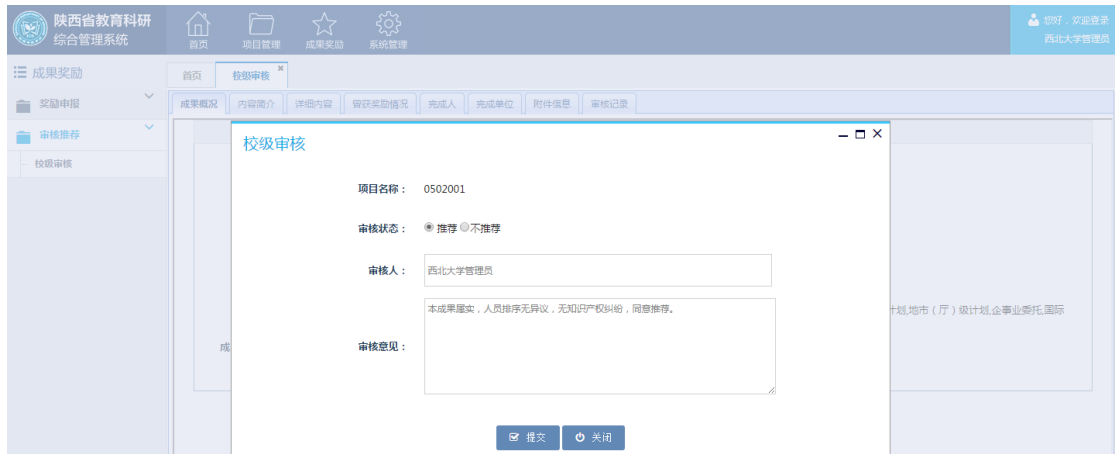 陕西省教育科研
综合管理系统
首页
项目管理
成果奖励
系统管理
您好，欢迎登录
西北大学管理员
成果奖励
首页
校级审核
奖励申报
成果概况
内容简介
详细内容
曾获奖励情况
完成人
完成单位
附件信息
审核记录
审核推荐
校级审核
校级审核
项目名称： 0502001
审核状态： 推荐 不推荐
审核人： 西北大学管理员
审核意见： 本成果属实，人员排序无异议，无知识产权纠纷，同意推荐。
计划,地市（厅）级计划,企事业委托,国际
成
提交
关闭